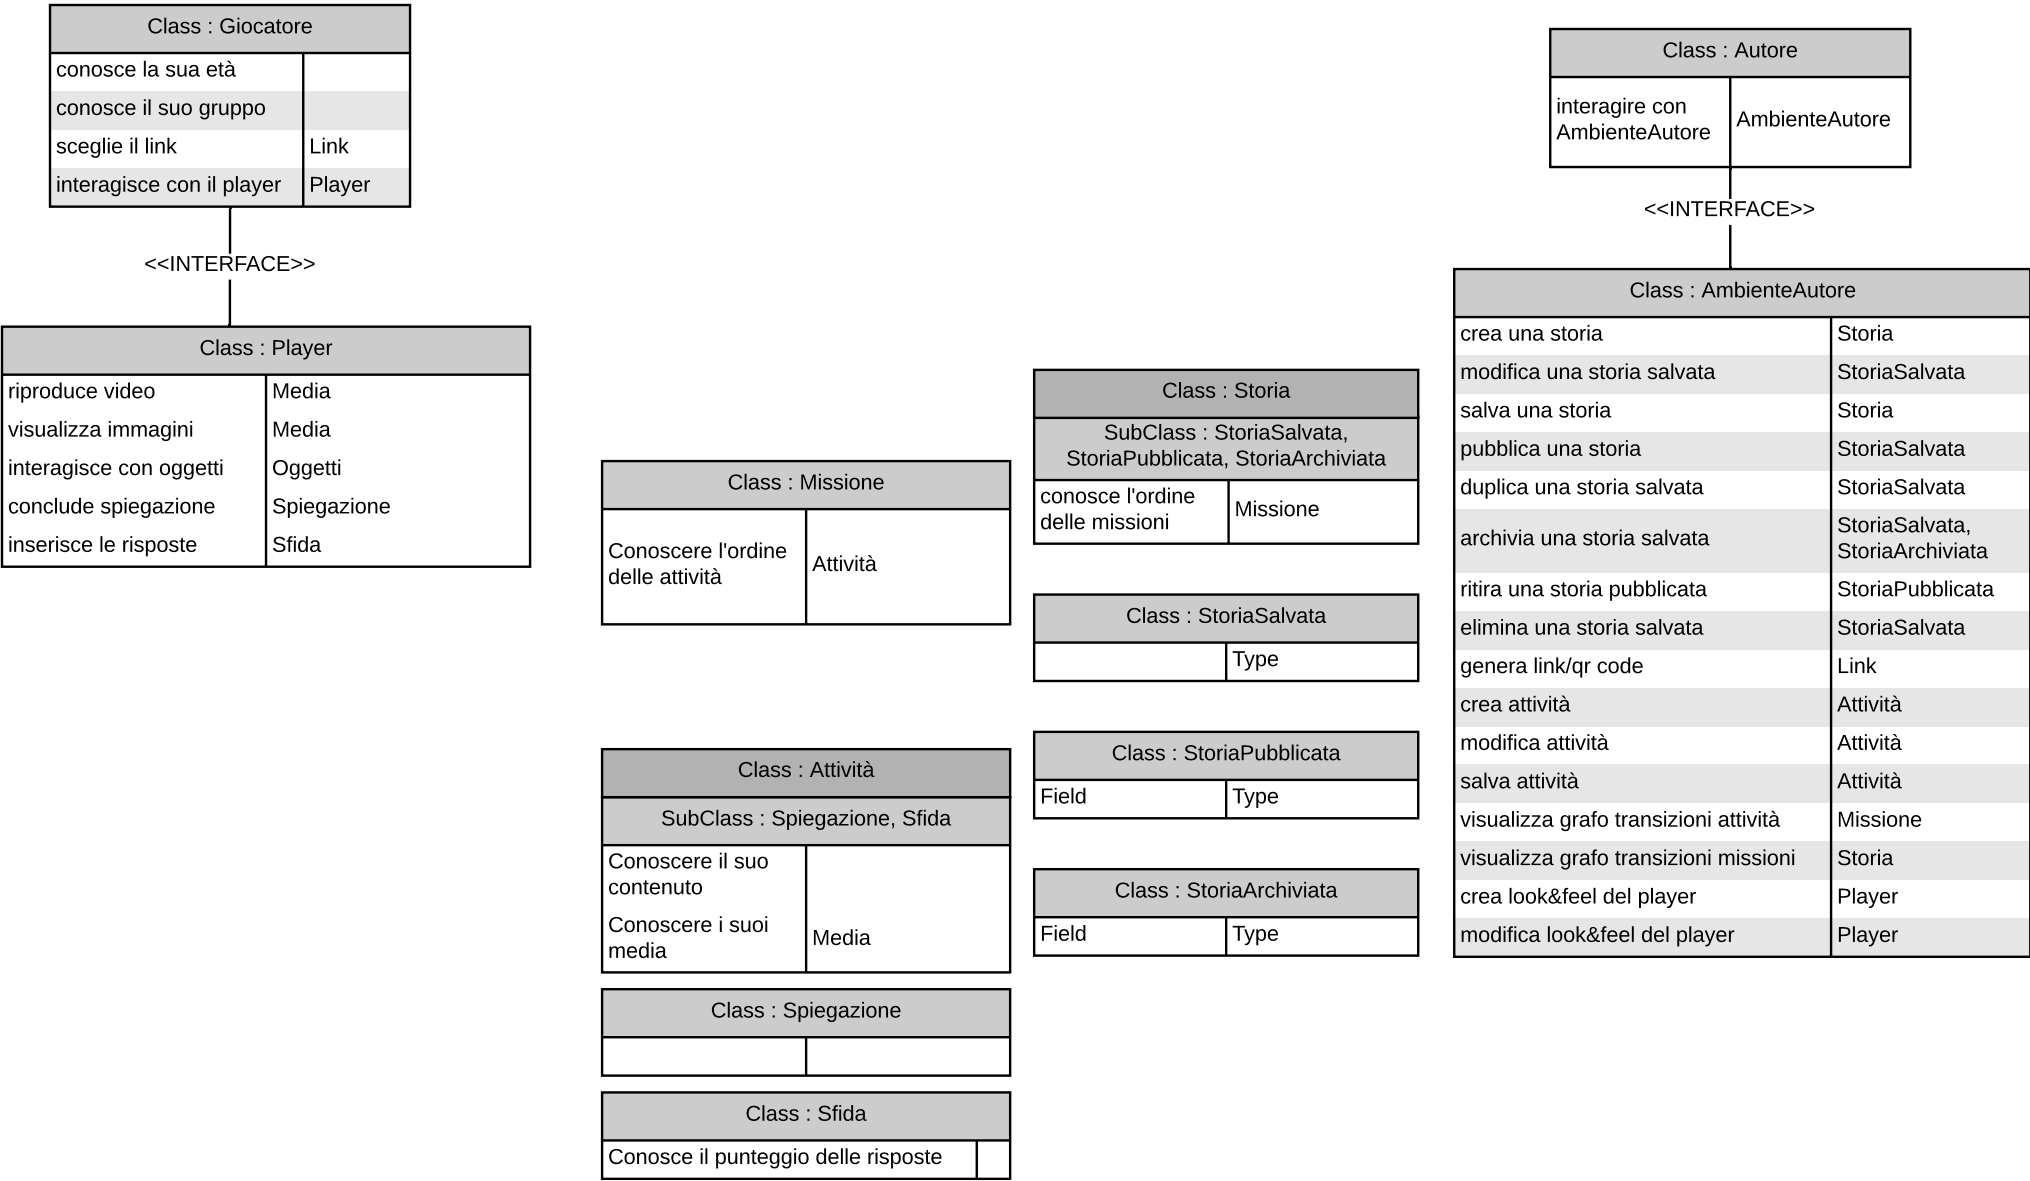 Class : Giocatore
conosce la sua età
conosce il suo gruppo
sceglie il link Link
interagisce con il player Player
<<INTERFACE>>
Class : Player
riproduce video Media
visualizza immagini Media
interagisce con oggetti Oggetti
conclude spiegazione Spiegazione
inserisce le risposte Sfida
Class : Missione
Conoscere l'ordine
delle attività
Attività
Class : Attività
SubClass : Spiegazione, Sfida
Conoscere il suo
contenuto
Conoscere i suoi
media
Media
Class : Spiegazione
Class : Sfida
Conosce il punteggio delle risposte
Class : Storia
SubClass : StoriaSalvata,
StoriaPubblicata, StoriaArchiviata
conosce l'ordine
delle missioni
Missione
Class : StoriaSalvata
Type
Class : StoriaPubblicata
Field Type
Class : StoriaArchiviata
Field Type
Class : Autore
interagire con
AmbienteAutore
AmbienteAutore
<<INTERFACE>>
Class : AmbienteAutore
crea una storia Storia
modifica una storia salvata StoriaSalvata
salva una storia Storia
pubblica una storia StoriaSalvata
duplica una storia salvata StoriaSalvata
archivia una storia salvata
StoriaSalvata,
StoriaArchiviata
ritira una storia pubblicata StoriaPubblicata
elimina una storia salvata StoriaSalvata
genera link/qr code Link
crea attività Attività
modifica attività Attività
salva attività Attività
visualizza grafo transizioni attività Missione
visualizza grafo transizioni missioni Storia
crea look&feel del player Player
modifica look&feel del player Player